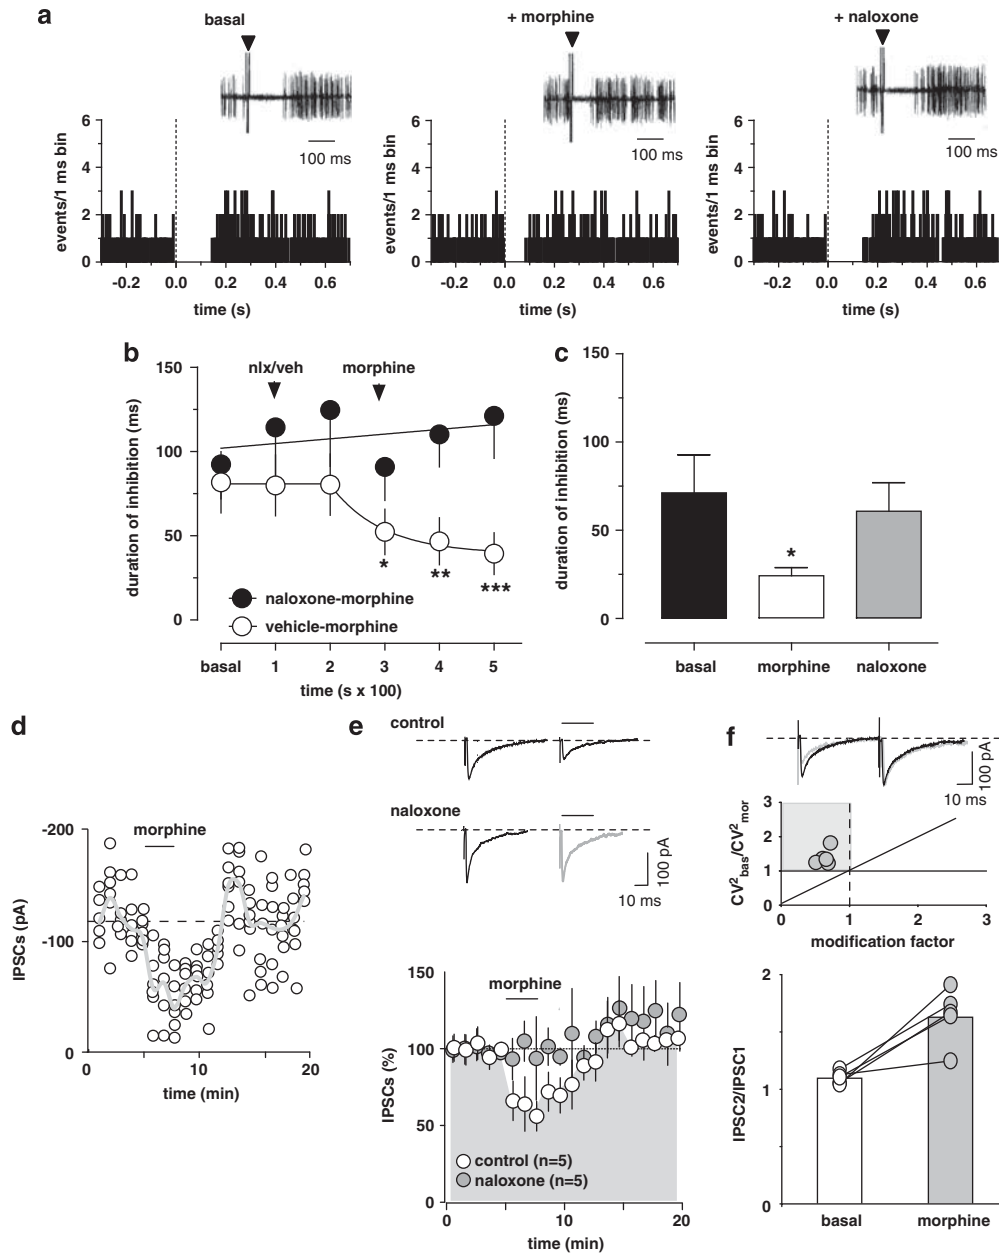 a
basal
+ morphine
+ naloxone
100 ms
100 ms
100 ms
events/1 ms bin
6
4
2
0
-0.2 0.0 0.2 0.4 0.6
time (s)
events/1 ms bin
6
4
2
0
-0.2 0.0 0.2 0.4 0.6
time (s)
events/1 ms bin
6
4
2
0
-0.2 0.0 0.2 0.4 0.6
time (s)
b
duration of inhibition (ms)
150
100
50
0
nlx/veh
morphine
*
**
***
naloxone-morphine
vehicle-morphine
basal 1 2 3 4 5
time (s x 100)
c
duration of inhibition (ms)
150
100
50
0
*
basal morphine naloxone
d
IPSCs (pA)
-200
-100
0
morphine
0 10 20
time (min)
e
control
naloxone
100 pA
10 ms
IPSCs (%)
150
100
50
0
morphine
control (n=5)
naloxone (n=5)
0 10 20
time (min)
f
100 pA
10 ms
CV²bas/CV²mor
3
2
1
0
0 1 2 3
modification factor
IPSC2/IPSC1
2
1
0
basal morphine